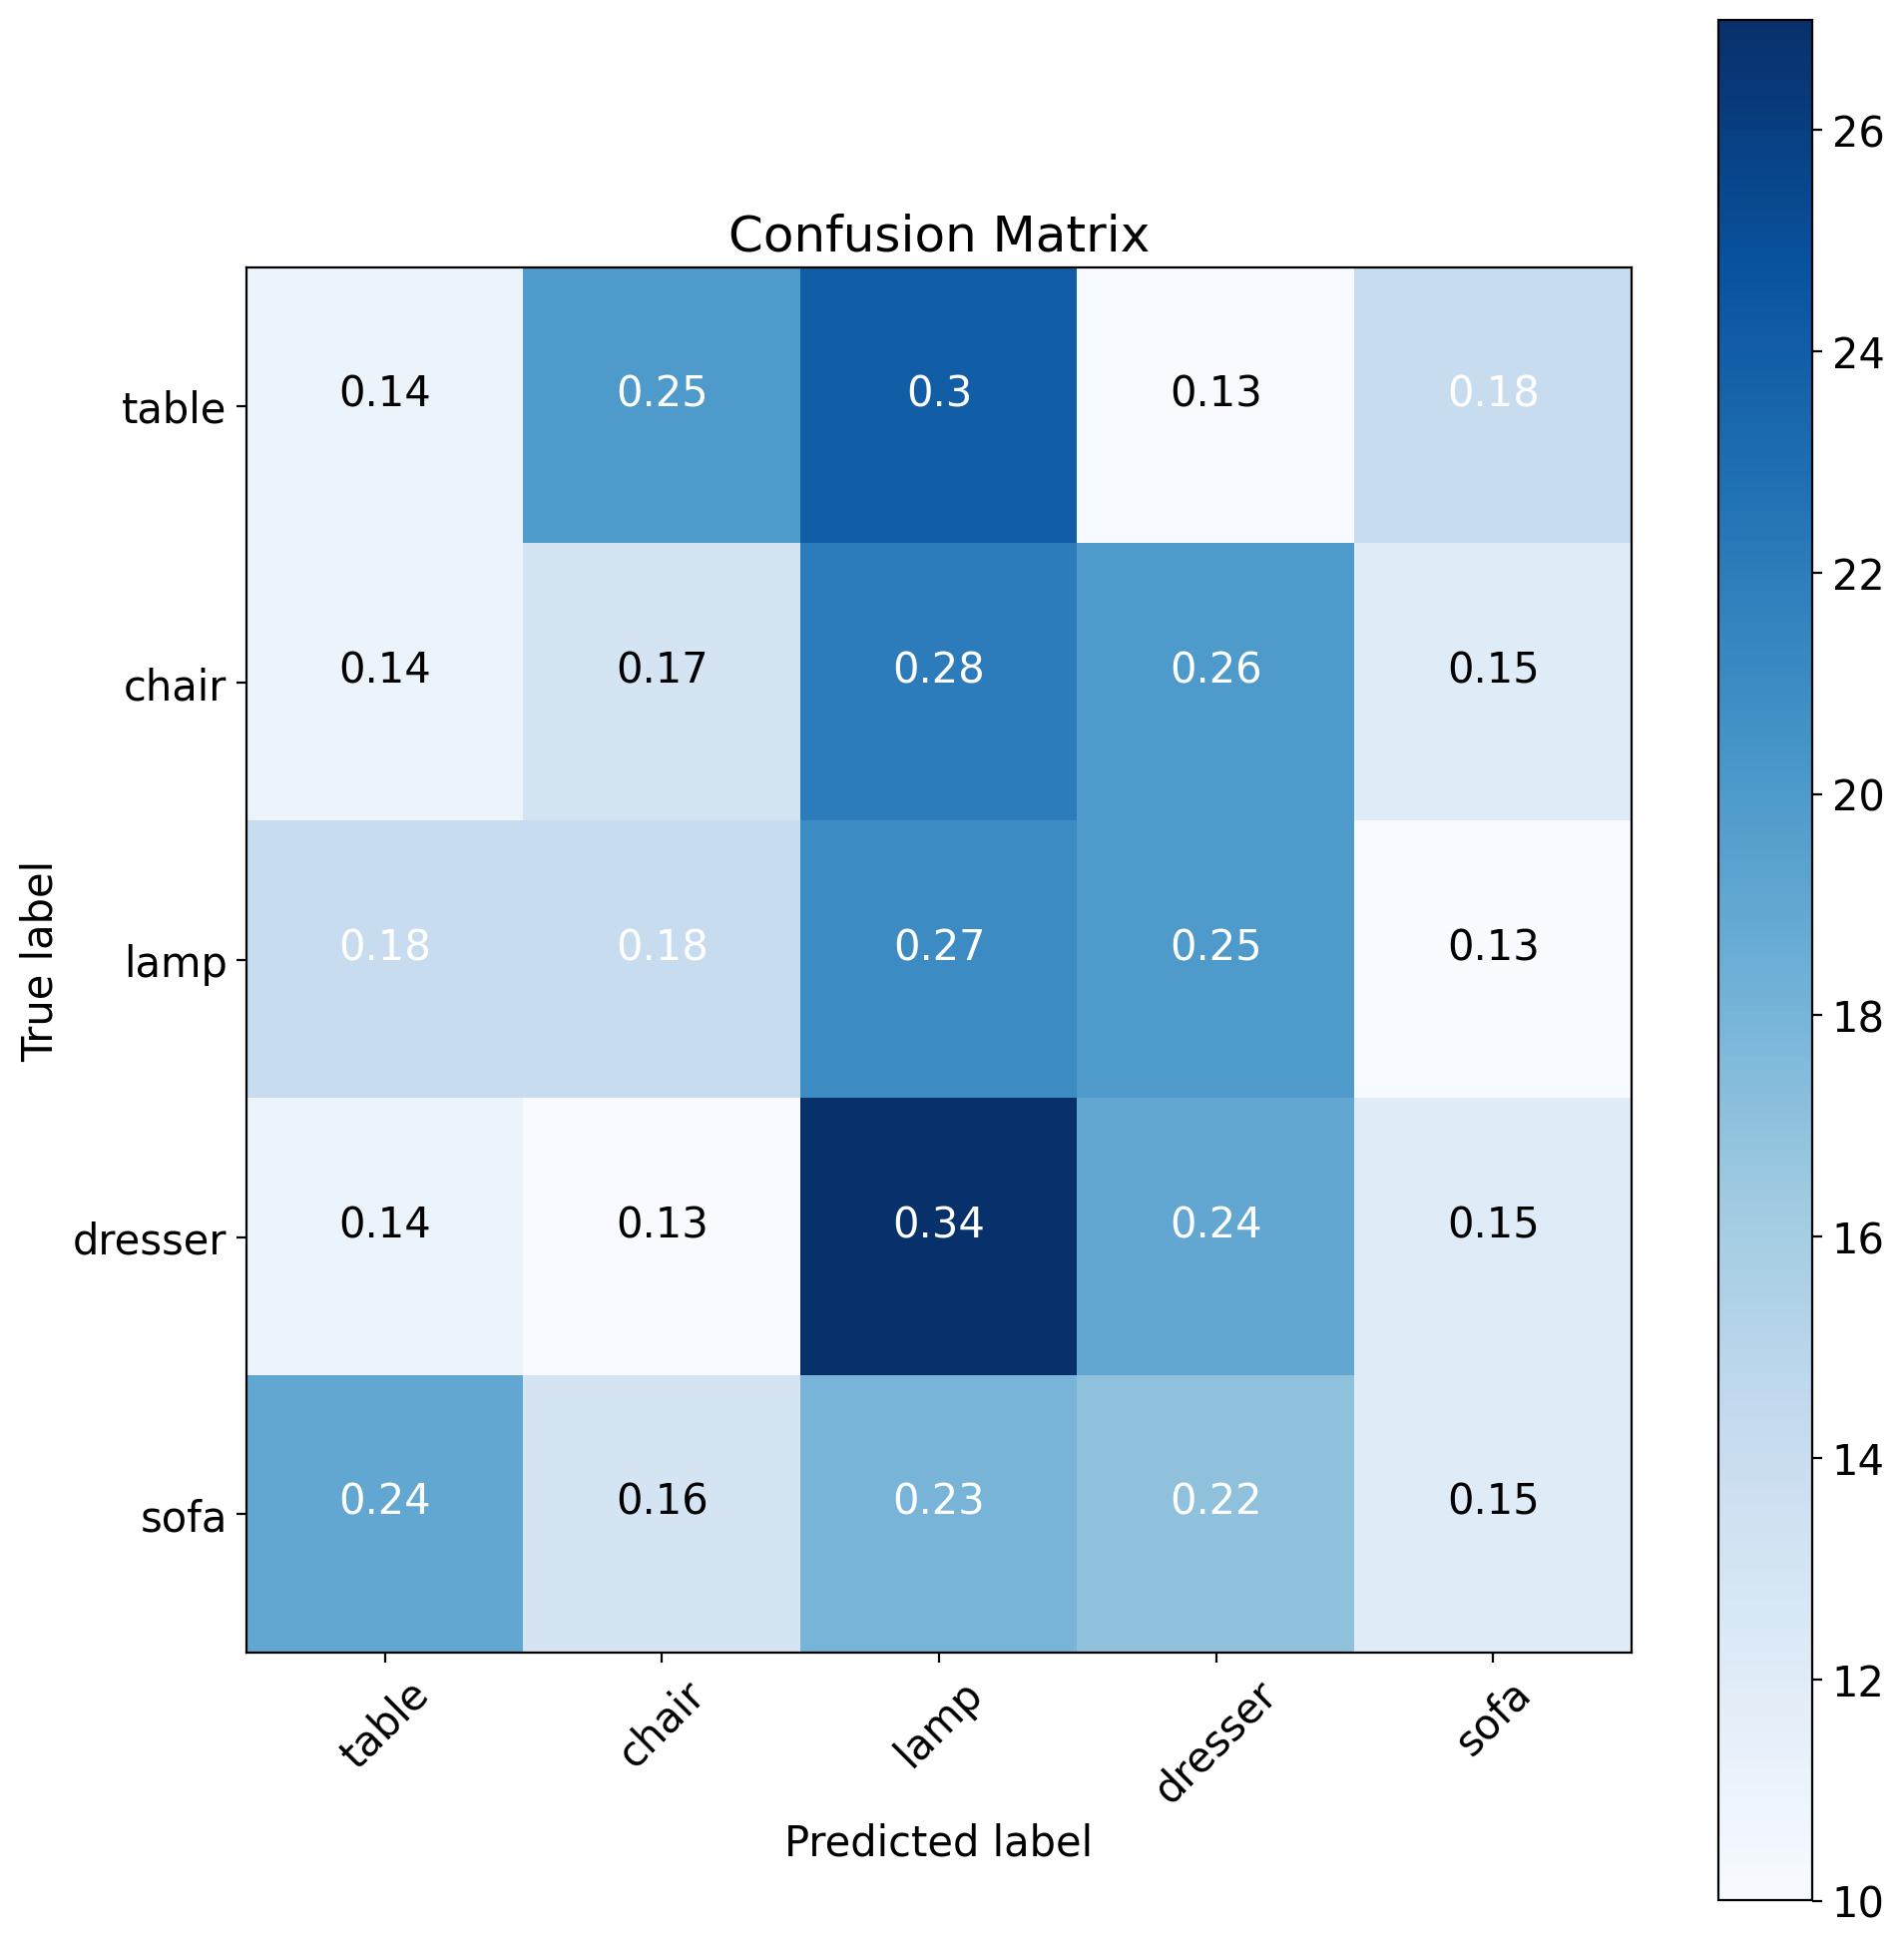 Confusion Matrix
True label
table
0.14 0.25 0.3 0.13 0.18
chair
0.14 0.17 0.28 0.26 0.15
lamp
0.18 0.18 0.27 0.25 0.13
dresser
0.14 0.13 0.34 0.24 0.15
sofa
0.24 0.16 0.23 0.22 0.15
table chair lamp dresser sofa
Predicted label
26
24
22
20
18
16
14
12
10